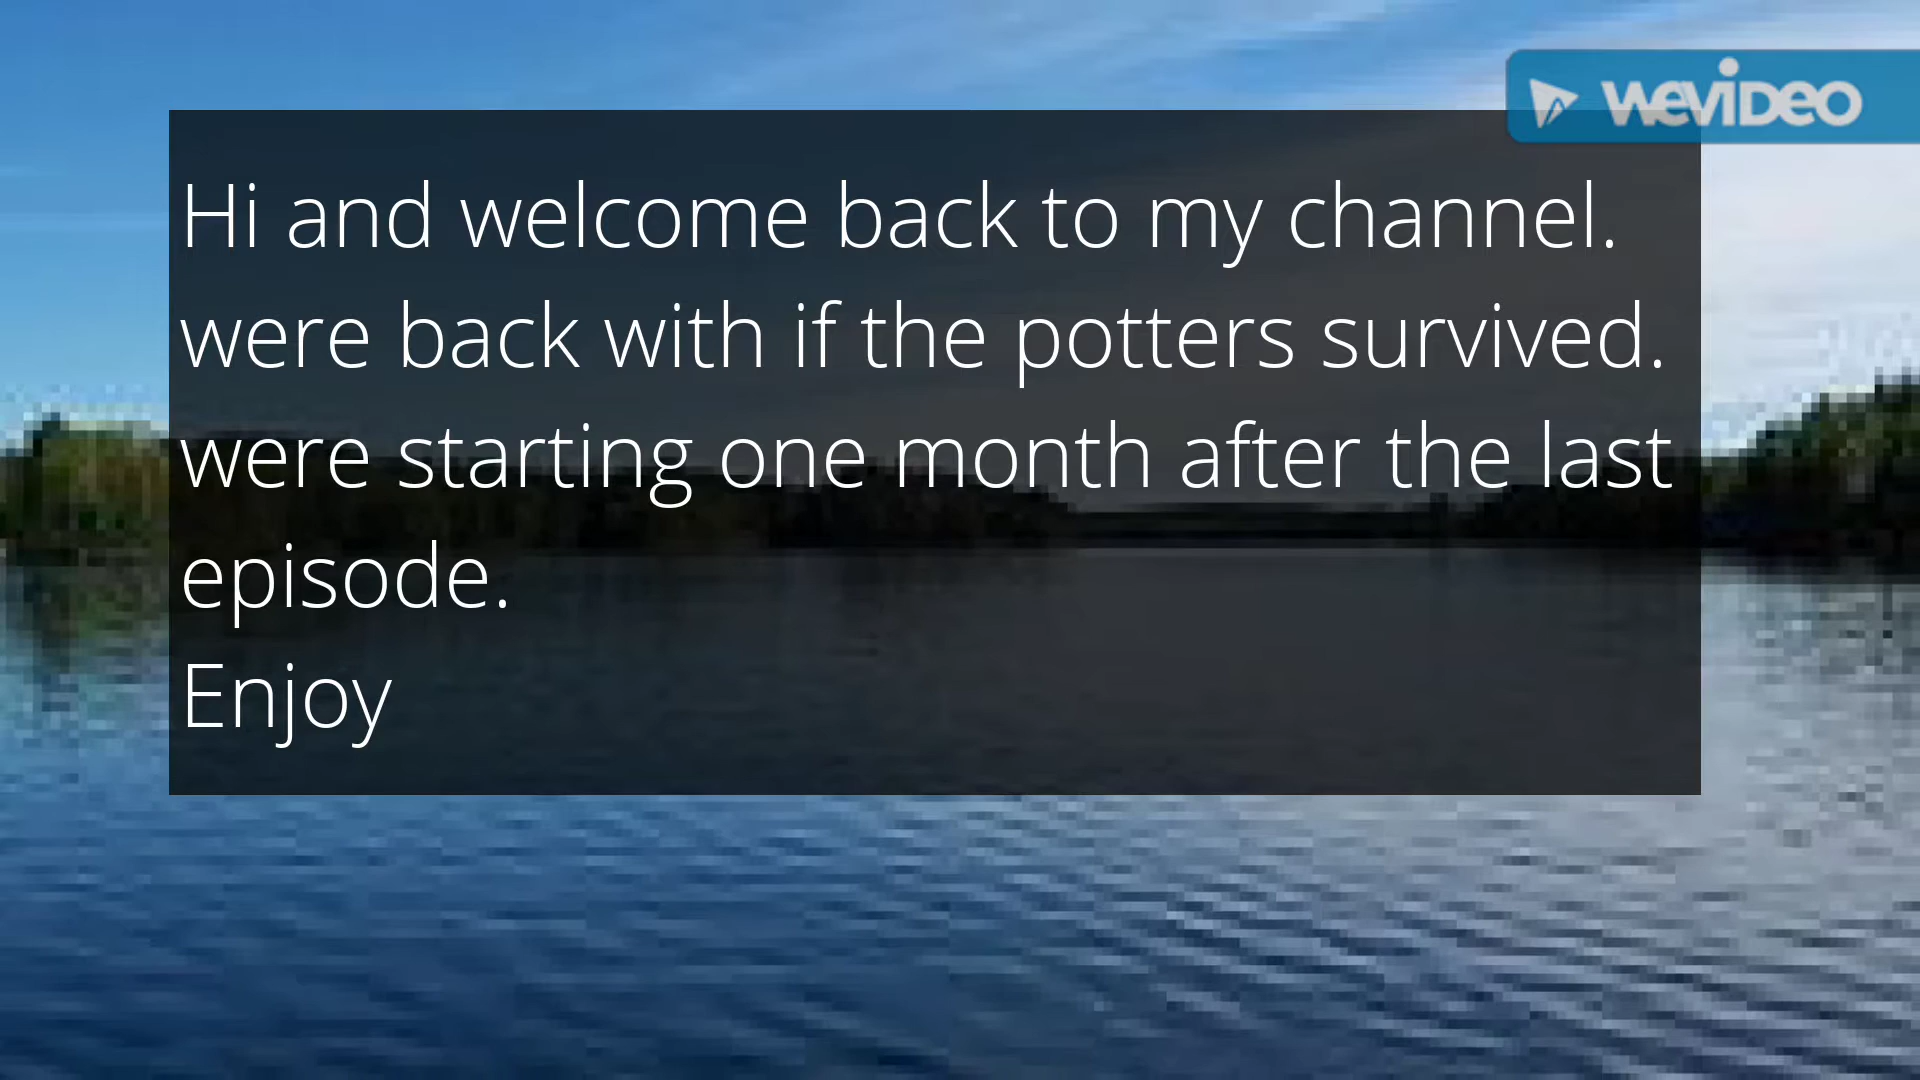 WEVIDEO
Hi and welcome back to my channel.
were back with if the potters survived.
were starting one month after the last
episode.
Enjoy